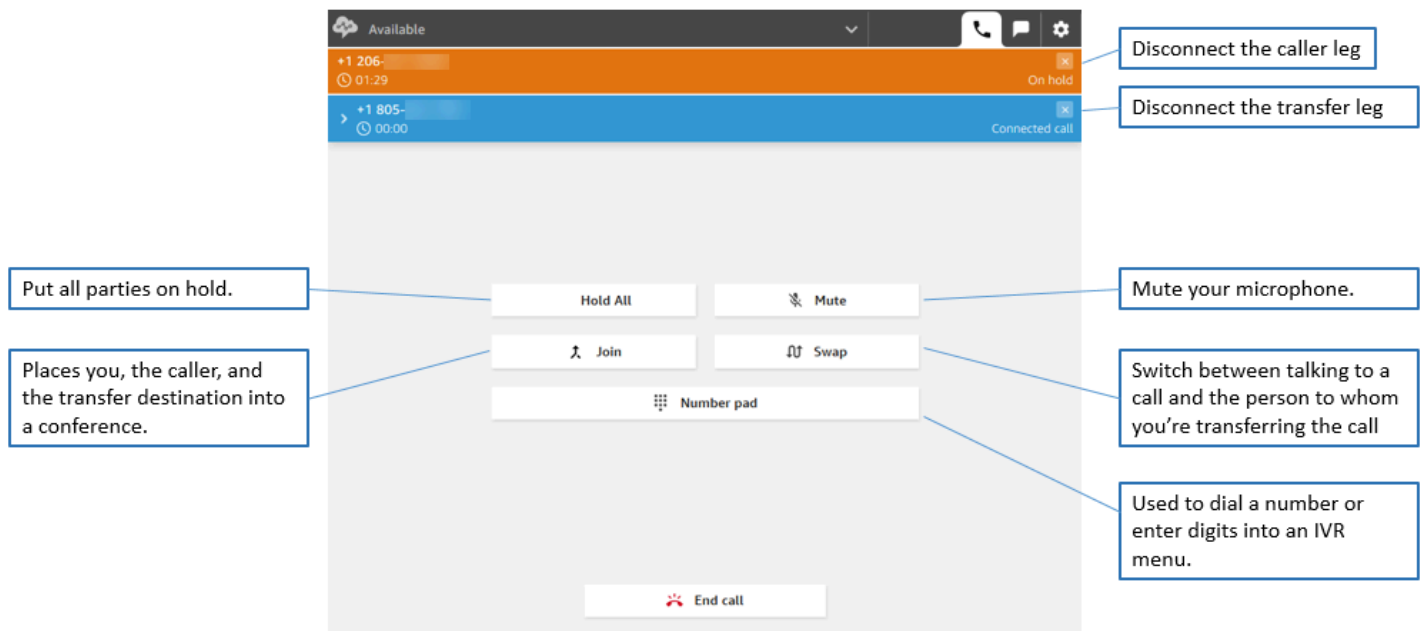 Available
+1 206-
01:29
On hold
Disconnect the caller leg
+1 805-
00:00
Connected call
Disconnect the transfer leg
Put all parties on hold.
Hold All
Mute
Mute your microphone.
Places you, the caller, and
the transfer destination into
a conference.
Join
Swap
Switch between talking to a
call and the person to whom
you're transferring the call
Number pad
Used to dial a number or
enter digits into an IVR
menu.
End call